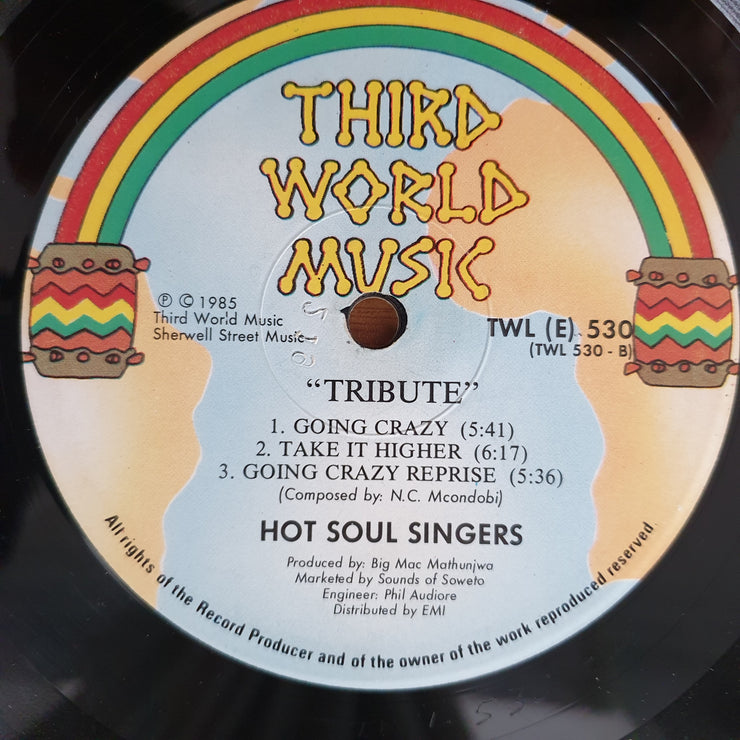 THIRD
WORLD
MUSIC
℗ © 1985
Third World Music
Sherwell Street Music
TWL (E) 530
(TWL 530 - B)
"TRIBUTE"
1. GOING CRAZY (5:41)
2. TAKE IT HIGHER (6:17)
3. GOING CRAZY REPRISE (5:36)
(Composed by: N.C. Mcondobi)
HOT SOUL SINGERS
Produced by: Big Mac Mathunjwa
Marketed by Sounds of Soweto
Engineer: Phil Audiore
Distributed by EMI
All rights of the Record Producer and of the owner of the work reproduced reserved